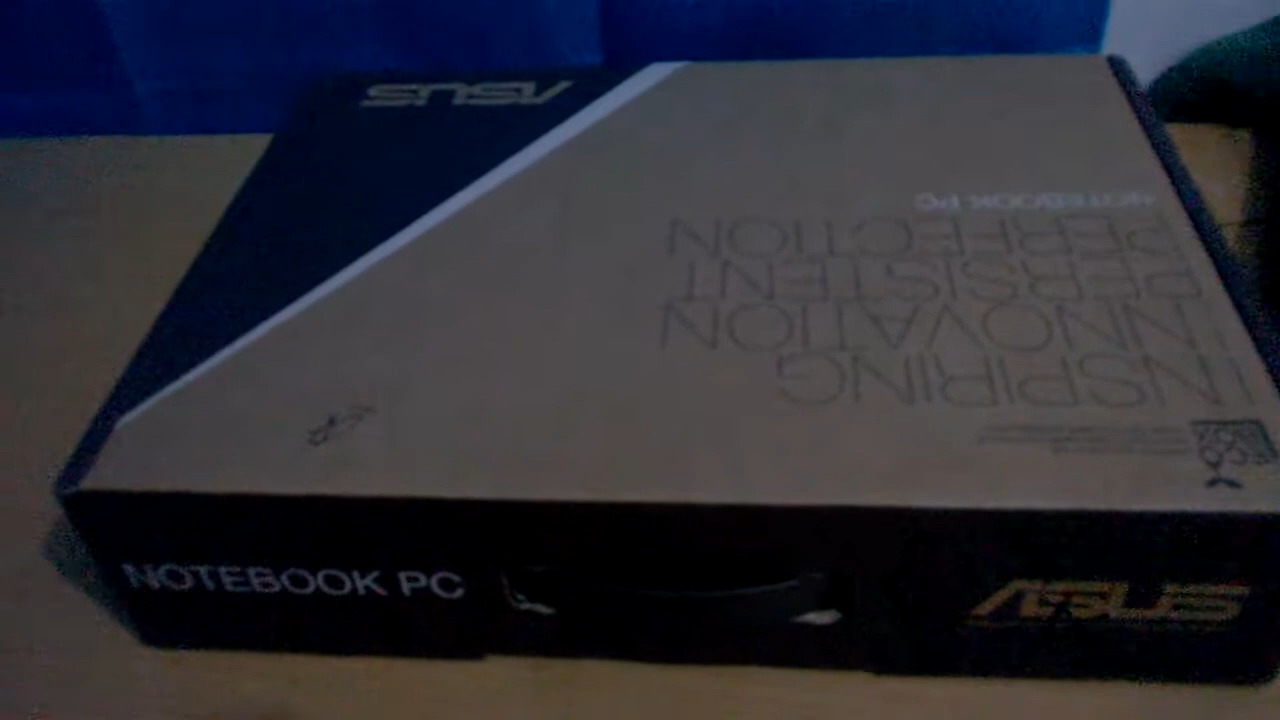 ASUS
INSPIRING
INNOVATION
PERSISTENT
PERFECTION
NOTEBOOK PC
NOTEBOOK PC
ASUS